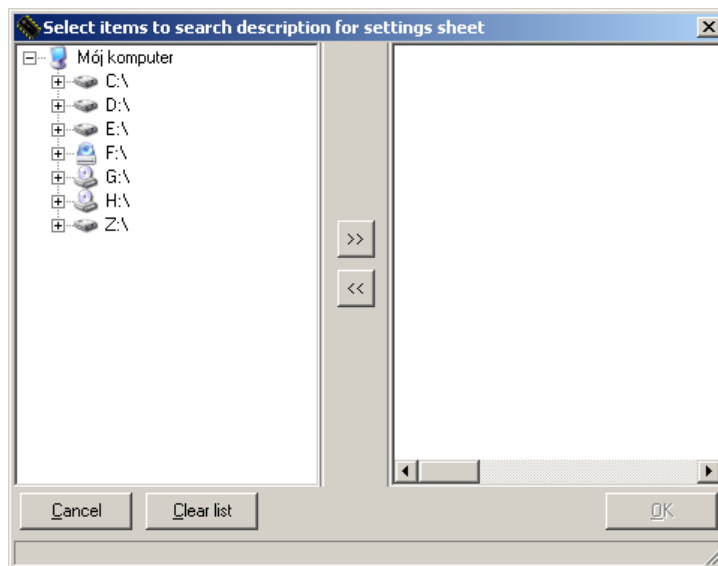 Select items to search description for settings sheet
Mój komputer
C:\
D:\
E:\
F:\
G:\
H:\
Z:\
>>
<<
Cancel
Clear list
OK